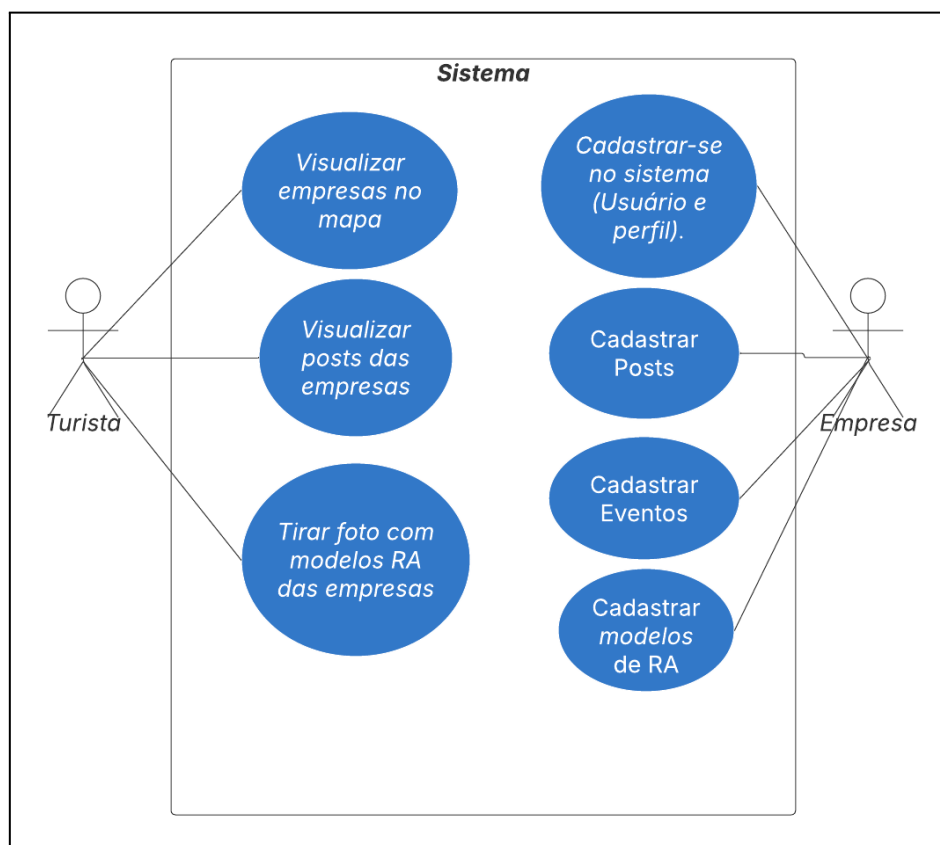 Sistema
Visualizar
empresas no
mapa
Cadastrar-se
no sistema
(Usuário e
perfil).
Visualizar
posts das
empresas
Cadastrar
Posts
Turista
Empresa
Tirar foto com
modelos RA
das empresas
Cadastrar
Eventos
Cadastrar
modelos
de RA